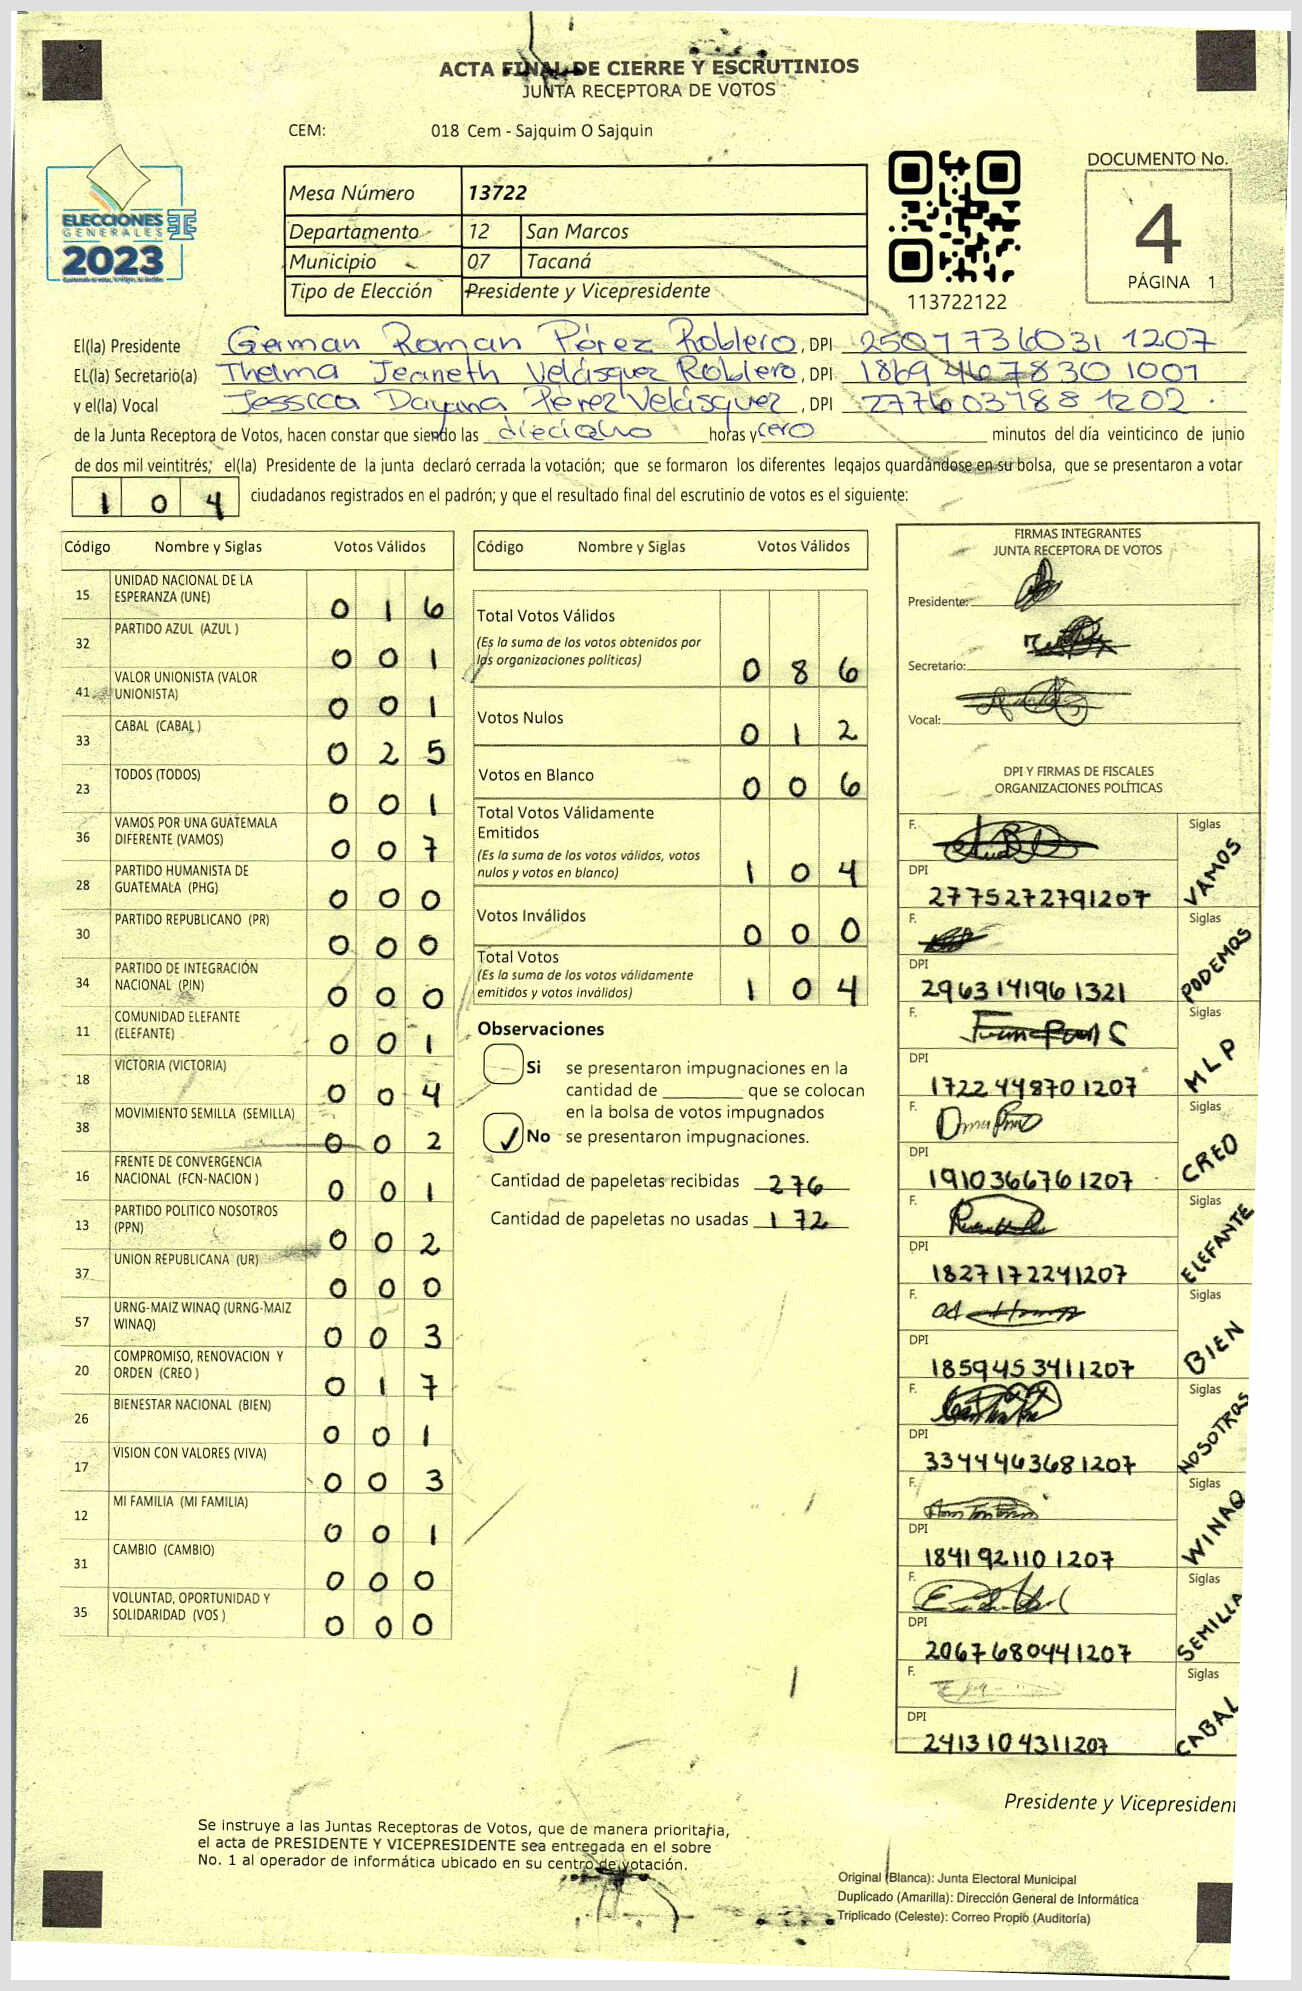 ACTA FINAL DE CIERRE Y ESCRUTINIOS
JUNTA RECEPTORA DE VOTOS
CEM: 018 Cem - Sajquim O Sajquin
ELECCIONES
GENERALES
2023
Mesa Número 13722
Departamento 12 San Marcos
Municipio 07 Tacaná
Tipo de Elección Presidente y Vicepresidente
113722122
DOCUMENTO No.
4
PÁGINA 1
El(la) Presidente German Roman Pérez Roblero, DPI 2501736031207
EL(la) Secretario(a) Thelma Jeaneth Velásquez Roblero, DPI 18694678301001
y el(la) Vocal Jessica Dayana Pérez Velásquez, DPI 2776037881202
de la Junta Receptora de Votos, hacen constar que siendo las dieciocho horas y cero minutos del día veinticinco de junio
de dos mil veintitrés; el(la) Presidente de la junta declaró cerrada la votación; que se formaron los diferentes legajos guardándose en su bolsa, que se presentaron a votar
104 ciudadanos registrados en el padrón; y que el resultado final del escrutinio de votos es el siguiente:
Código Nombre y Siglas Votos Válidos
15 UNIDAD NACIONAL DE LA ESPERANZA (UNE) 0 1 6
32 PARTIDO AZUL (AZUL ) 0 0 1
41 VALOR UNIONISTA (VALOR UNIONISTA) 0 0 1
33 CABAL (CABAL ) 0 2 5
23 TODOS (TODOS) 0 0 1
36 VAMOS POR UNA GUATEMALA DIFERENTE (VAMOS) 0 0 7
28 PARTIDO HUMANISTA DE GUATEMALA (PHG) 0 0 0
30 PARTIDO REPUBLICANO (PR) 0 0 0
34 PARTIDO DE INTEGRACIÓN NACIONAL (PIN) 0 0 0
11 COMUNIDAD ELEFANTE (ELEFANTE) 0 0 1
18 VICTORIA (VICTORIA) 0 0 4
38 MOVIMIENTO SEMILLA (SEMILLA) 0 0 2
16 FRENTE DE CONVERGENCIA NACIONAL (FCN-NACION ) 0 0 1
13 PARTIDO POLITICO NOSOTROS (PPN) 0 0 2
37 UNION REPUBLICANA (UR) 0 0 0
57 URNG-MAIZ WINAQ (URNG-MAIZ WINAQ) 0 0 3
20 COMPROMISO, RENOVACION Y ORDEN (CREO ) 0 1 7
26 BIENESTAR NACIONAL (BIEN) 0 0 1
17 VISION CON VALORES (VIVA) 0 0 3
12 MI FAMILIA (MI FAMILIA) 0 0 1
31 CAMBIO (CAMBIO) 0 0 0
35 VOLUNTAD, OPORTUNIDAD Y SOLIDARIDAD (VOS ) 0 0 0
Código Nombre y Siglas Votos Válidos
Total Votos Válidos
(Es la suma de los votos obtenidos por
las organizaciones políticas) 0 8 6
Votos Nulos 0 1 2
Votos en Blanco 0 0 6
Total Votos Válidamente
Emitidos
(Es la suma de los votos válidos, votos
nulos y votos en blanco) 1 0 4
Votos Inválidos 0 0 0
Total Votos
(Es la suma de los votos válidamente
emitidos y votos inválidos) 1 0 4
Observaciones
Si se presentaron impugnaciones en la
cantidad de ________ que se colocan
en la bolsa de votos impugnados
✓ No se presentaron impugnaciones.
Cantidad de papeletas recibidas 276
Cantidad de papeletas no usadas 172
FIRMAS INTEGRANTES
JUNTA RECEPTORA DE VOTOS
Presidente:
Secretario:
Vocal:
DPI Y FIRMAS DE FISCALES
ORGANIZACIONES POLÍTICAS
F. Siglas VAMOS
DPI 2775272791207
F. Siglas PODEMOS
DPI 2963141961321
F. Siglas MLP
DPI 1722448701207
F. Siglas CREO
DPI 1910366761207
F. Siglas ELEFANTE
DPI 1827172241207
F. Siglas BIEN
DPI 1859453411207
F. Siglas NOSOTROS
DPI 3344463681207
F. Siglas WINAQ
DPI 1841921101207
F. Siglas SEMILLA
DPI 2067680441207
F. Siglas CABAL
DPI 2413104311207
Presidente y Vicepresident
Se instruye a las Juntas Receptoras de Votos, que de manera prioritaria,
el acta de PRESIDENTE Y VICEPRESIDENTE sea entregada en el sobre
No. 1 al operador de informática ubicado en su centro de votación.
Original (Blanca): Junta Electoral Municipal
Duplicado (Amarilla): Dirección General de Informática
Triplicado (Celeste): Correo Propio (Auditoría)